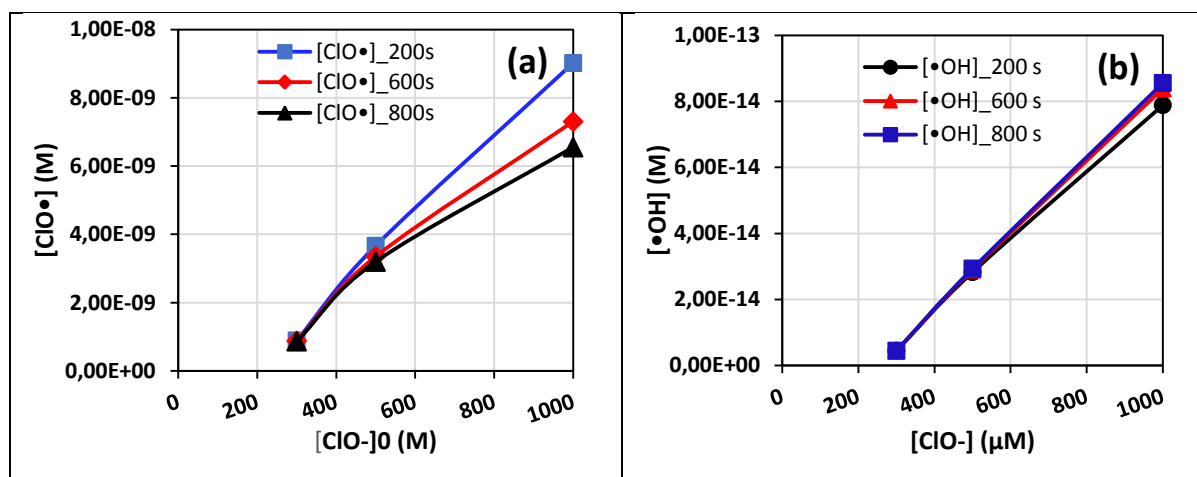 (a)
[ClO●]_200s
[ClO●]_600s
[ClO●]_800s
1,00E-08
8,00E-09
6,00E-09
4,00E-09
2,00E-09
0,00E+00
[ClO●] (M)
0
200
400
600
800
1000
[ClO-]0 (M)
(b)
[●OH]_200 s
[●OH]_600 s
[●OH]_800 s
1,00E-13
8,00E-14
6,00E-14
4,00E-14
2,00E-14
0,00E+00
[●OH] (M)
0
200
400
600
800
1000
[ClO-] (µM)